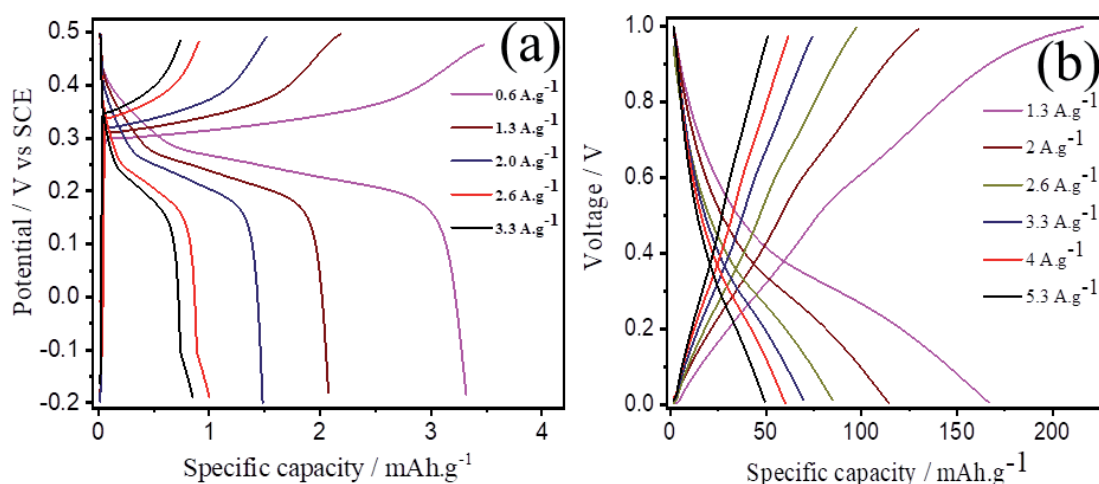 (a)
Potential / V vs SCE
0.5
0.4
0.3
0.2
0.1
0.0
-0.1
-0.2
0.6 A.g-1
1.3 A.g-1
2.0 A.g-1
2.6 A.g-1
3.3 A.g-1
0 1 2 3 4
Specific capacity / mAh.g-1
(b)
Voltage / V
1.0
0.8
0.6
0.4
0.2
0.0
1.3 A.g-1
2 A.g-1
2.6 A.g-1
3.3 A.g-1
4 A.g-1
5.3 A.g-1
0 50 100 150 200
Specific capacity / mAh.g-1